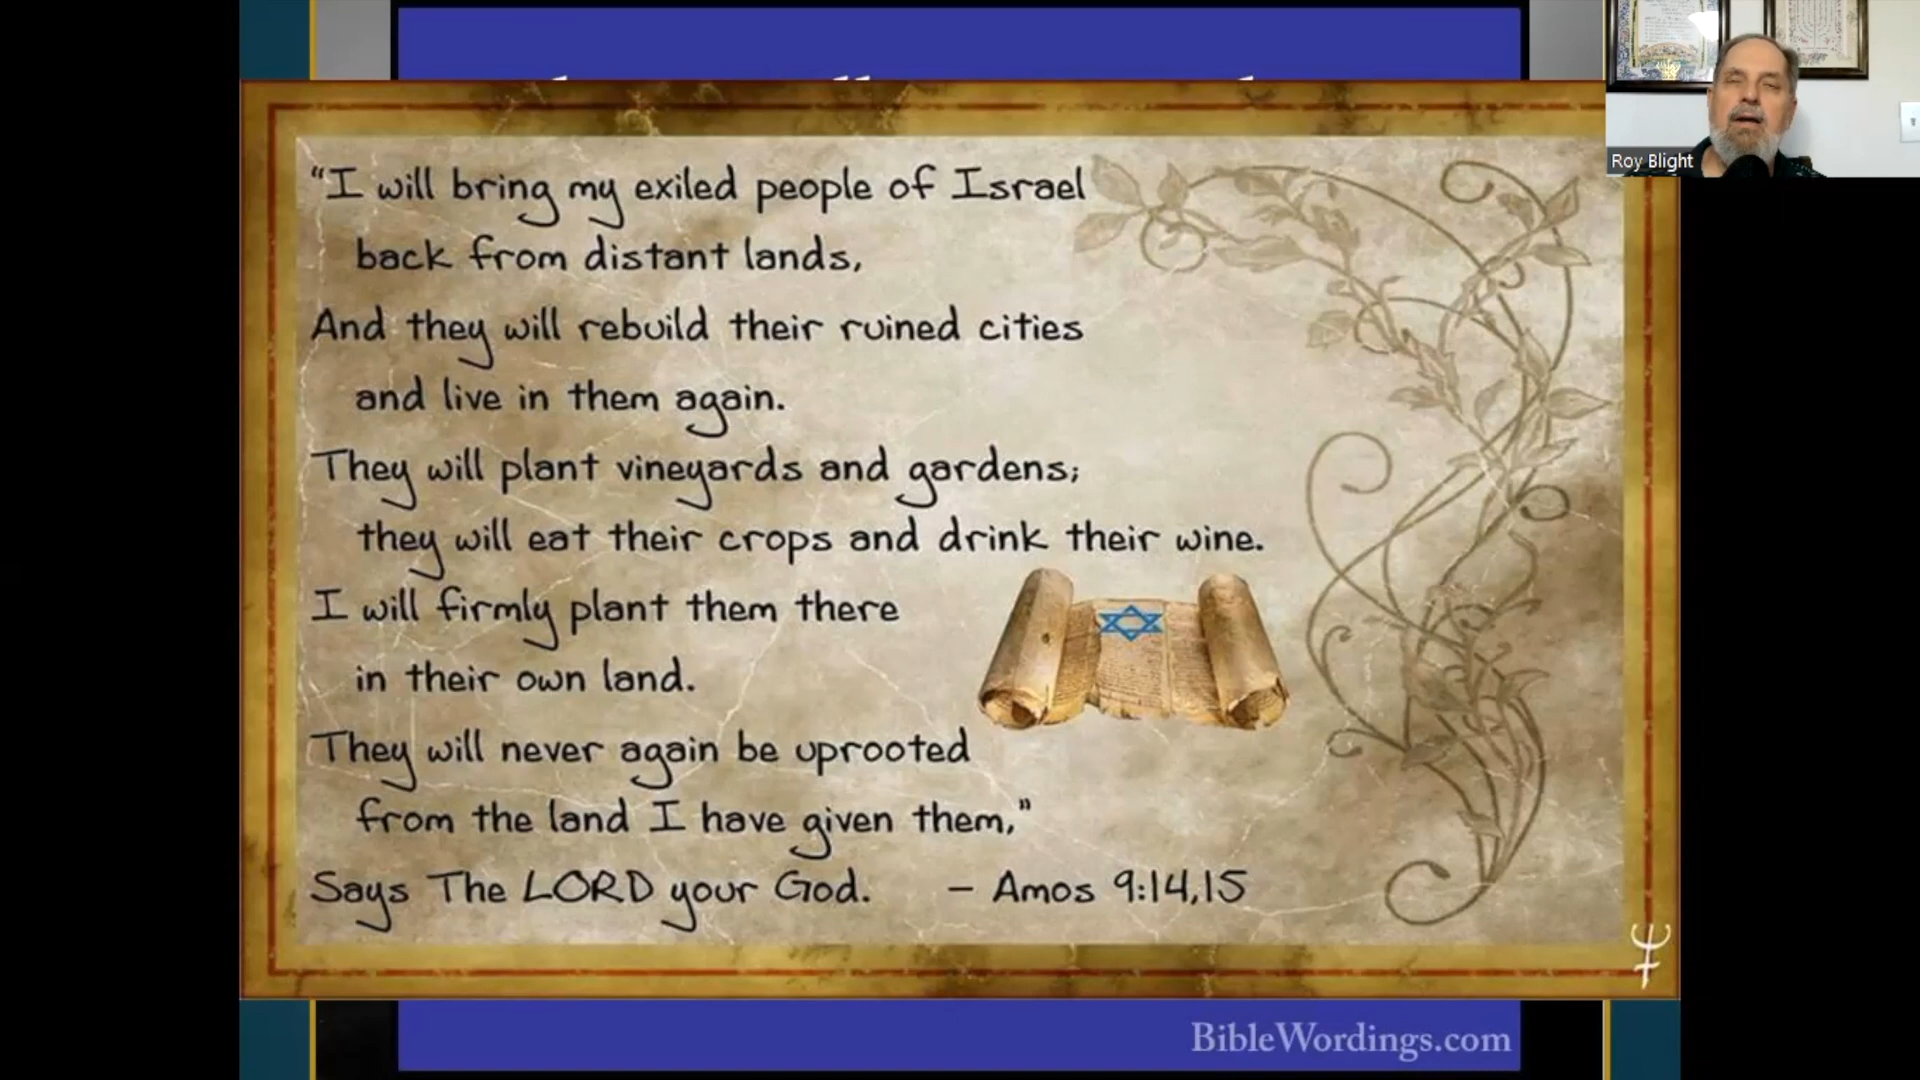 Roy Blight
“I will bring my exiled people of Israel
back from distant lands,
And they will rebuild their ruined cities
and live in them again.
They will plant vineyards and gardens;
they will eat their crops and drink their wine.
I will firmly plant them there
in their own land.
They will never again be uprooted
from the land I have given them,”
Says The LORD your God. – Amos 9:14,15
BibleWordings.com